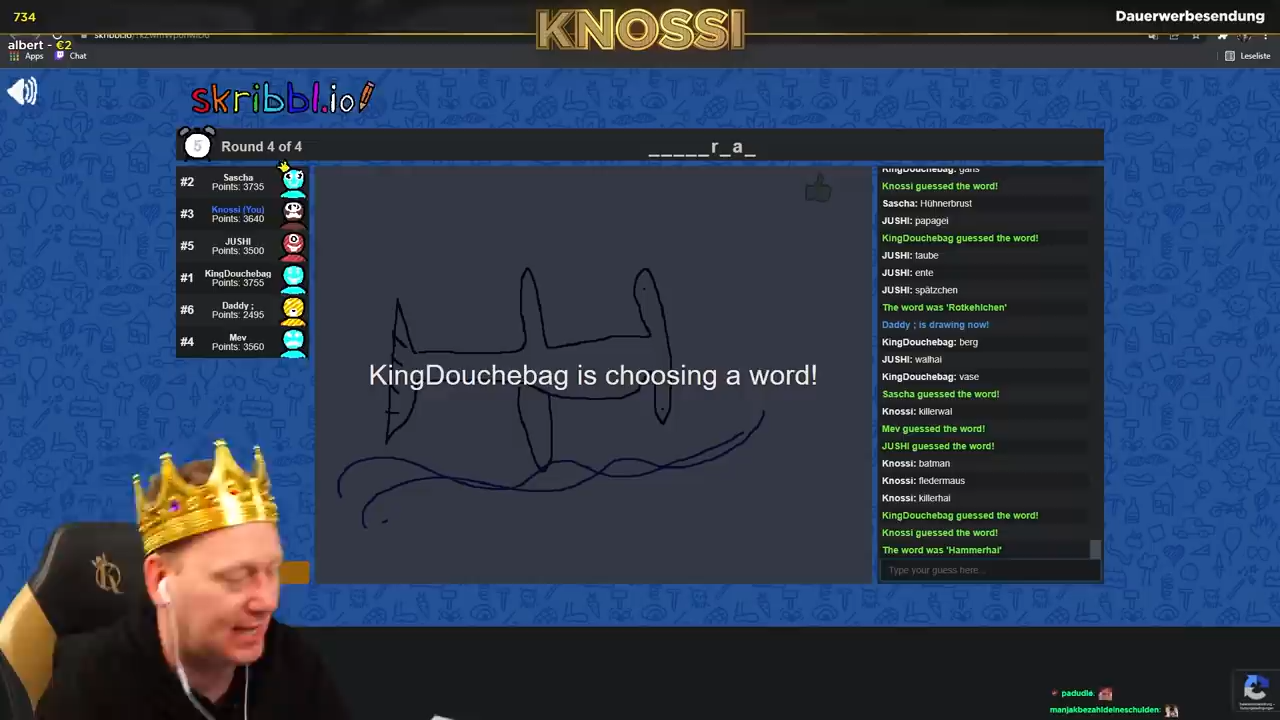 734
KNOSSI
Dauerwerbesendung
albert - €2
Apps
Chat
Leseliste
skribbl.io
5
Round 4 of 4
_____r_a_
#2
Sascha
Points: 3735
#3
Knossi (You)
Points: 3640
#5
JUSHI
Points: 3500
#1
KingDouchebag
Points: 3755
#6
Daddy ;
Points: 2495
#4
Mev
Points: 3560
KingDouchebag is choosing a word!
KingDouchebag: gans
Knossi guessed the word!
Sascha: Hühnerbrust
JUSHI: papagei
KingDouchebag guessed the word!
JUSHI: taube
JUSHI: ente
JUSHI: spätzchen
The word was 'Rotkehlchen'
Daddy ; is drawing now!
KingDouchebag: berg
JUSHI: walhai
KingDouchebag: vase
Sascha guessed the word!
Knossi: killerwal
Mev guessed the word!
JUSHI guessed the word!
Knossi: batman
Knossi: fledermaus
Knossi: killerhai
KingDouchebag guessed the word!
Knossi guessed the word!
The word was 'Hammerhai'
Type your guess here...
padudle:
manjakbezahldeineschulden: